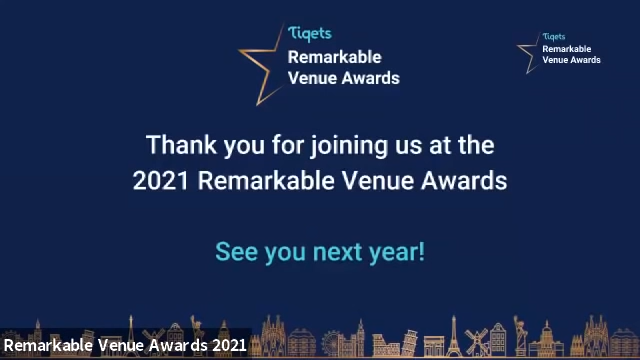 Tiqets
Remarkable
Venue Awards
Tiqets
Remarkable
Venue Awards
Thank you for joining us at the
2021 Remarkable Venue Awards
See you next year!
Remarkable Venue Awards 2021